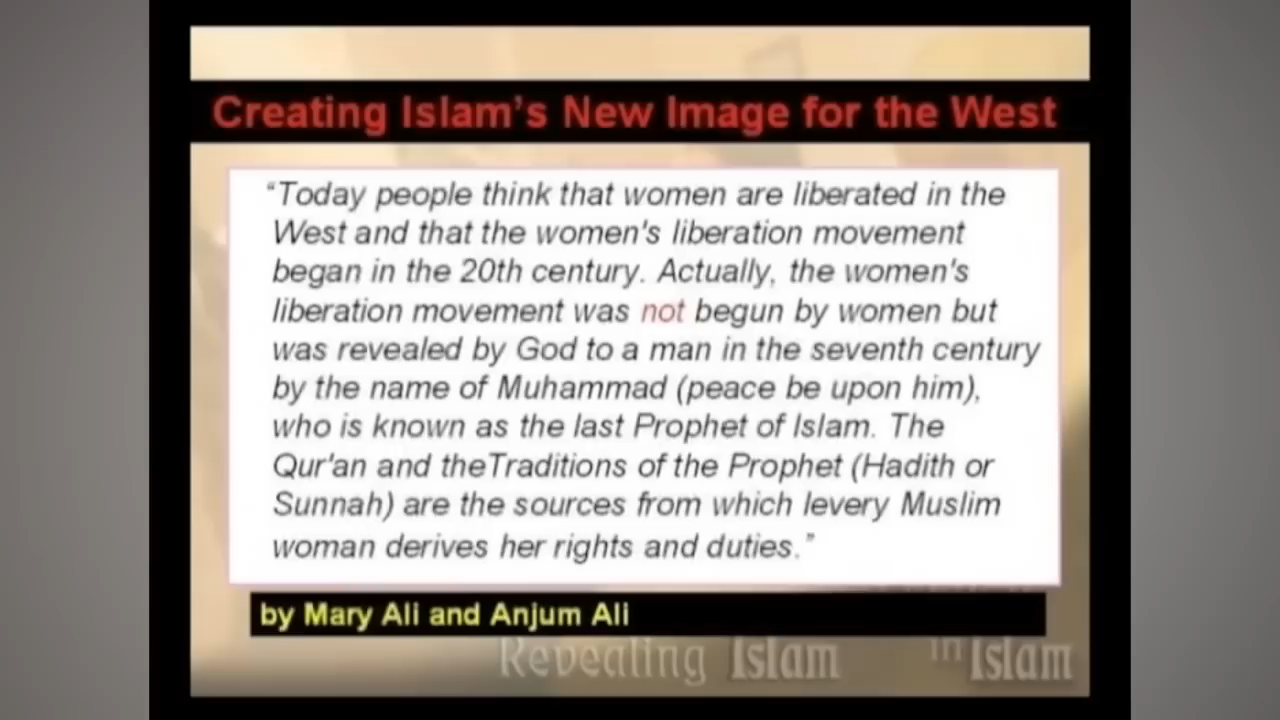 Creating Islam's New Image for the West
“Today people think that women are liberated in the
West and that the women's liberation movement
began in the 20th century. Actually, the women's
liberation movement was not begun by women but
was revealed by God to a man in the seventh century
by the name of Muhammad (peace be upon him),
who is known as the last Prophet of Islam. The
Qur'an and theTraditions of the Prophet (Hadith or
Sunnah) are the sources from which levery Muslim
woman derives her rights and duties.”
by Mary Ali and Anjum Ali
Revealing Islam
in Islam